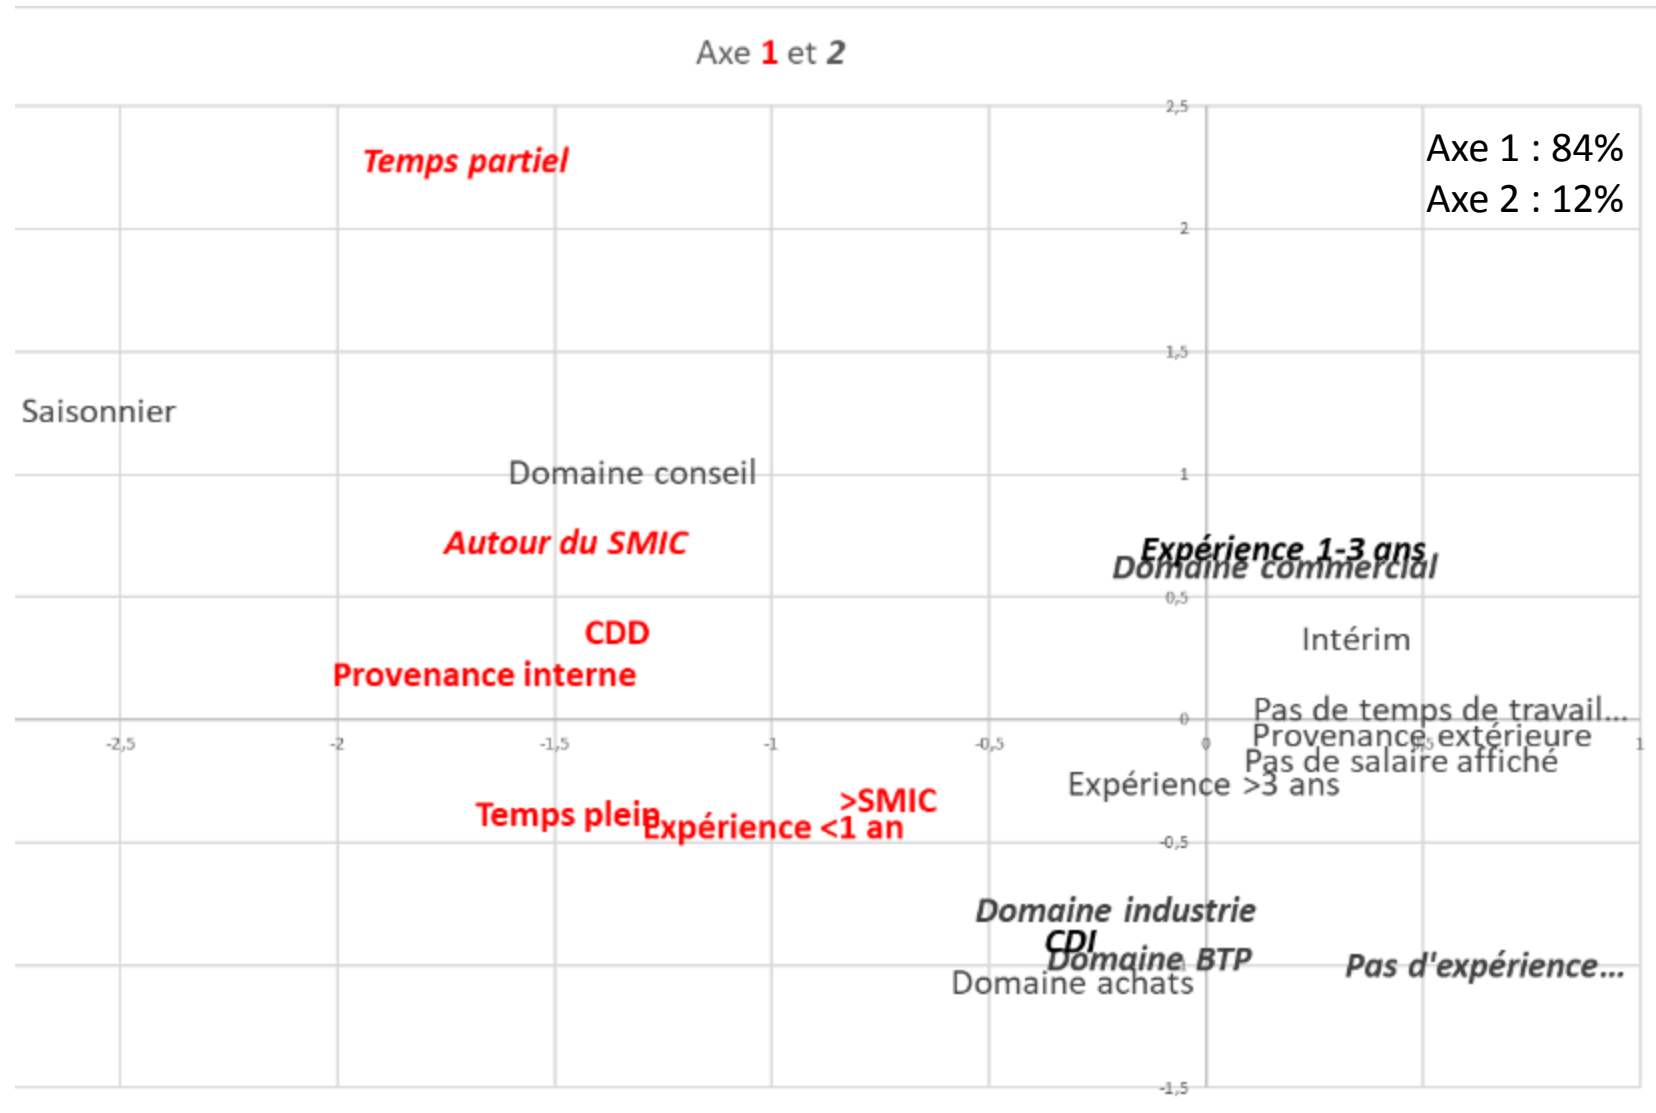 Axe 1 et 2
2,5
Axe 1 : 84%
Temps partiel
Axe 2 : 12%
2
1,5
Saisonnier
Domaine conseil
1
Autour du SMIC
Expérience 1-3 ans
Domaine commercial
0,5
CDD
Intérim
Provenance interne
Pas de temps de travail...
0
-2,5 -2 -1,5 -1 -0,5 0 1
Provenance extérieure
Pas de salaire affiché
Expérience >3 ans
>SMIC
Temps plein
Expérience <1 an
-0,5
Domaine industrie
CDI
Domaine BTP
Pas d'expérience...
Domaine achats
-1,5